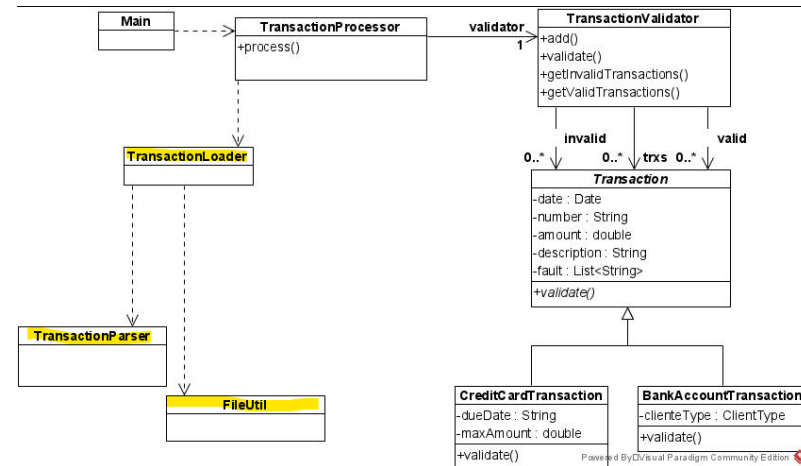 Main
TransactionProcessor
+process()
validator
1
TransactionValidator
+add()
+validate()
+getInvalidTransactions()
+getValidTransactions()
invalid
valid
0..*
0..*
trxs
0..*
TransactionLoader
Transaction
-date : Date
-number : String
-amount : double
-description : String
-fault : List<String>
+validate()
TransactionParser
FileUtil
CreditCardTransaction
-dueDate : String
-maxAmount : double
+validate()
BankAccountTransaction
-clienteType : ClientType
+validate()
Powered By Visual Paradigm Community Edition